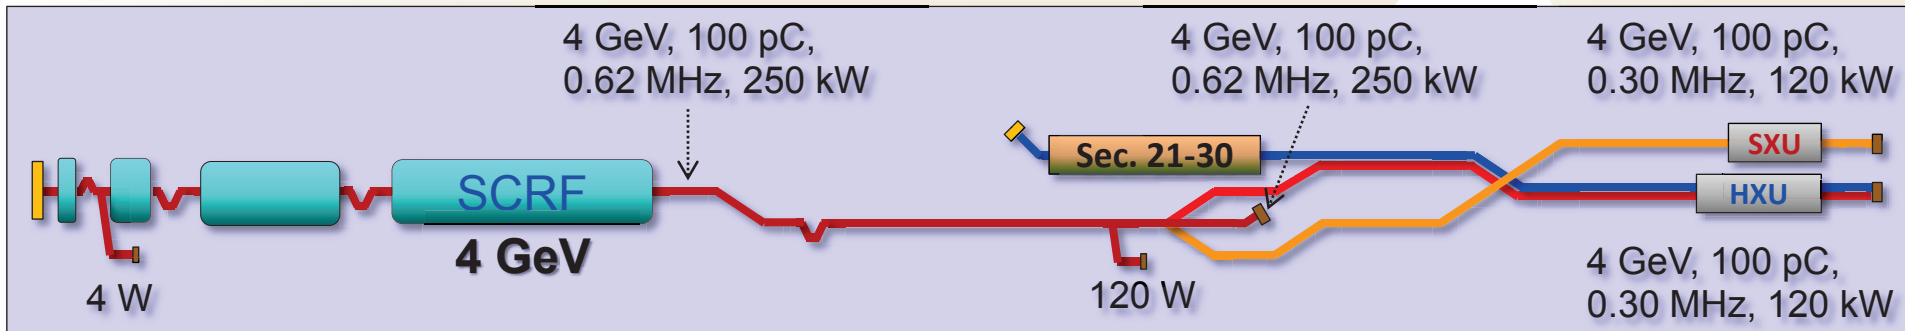 4 GeV, 100 pC,
0.62 MHz, 250 kW
4 GeV, 100 pC,
0.62 MHz, 250 kW
4 GeV, 100 pC,
0.30 MHz, 120 kW
Sec. 21-30
SXU
SCRF
HXU
4 GeV
4 W
120 W
4 GeV, 100 pC,
0.30 MHz, 120 kW